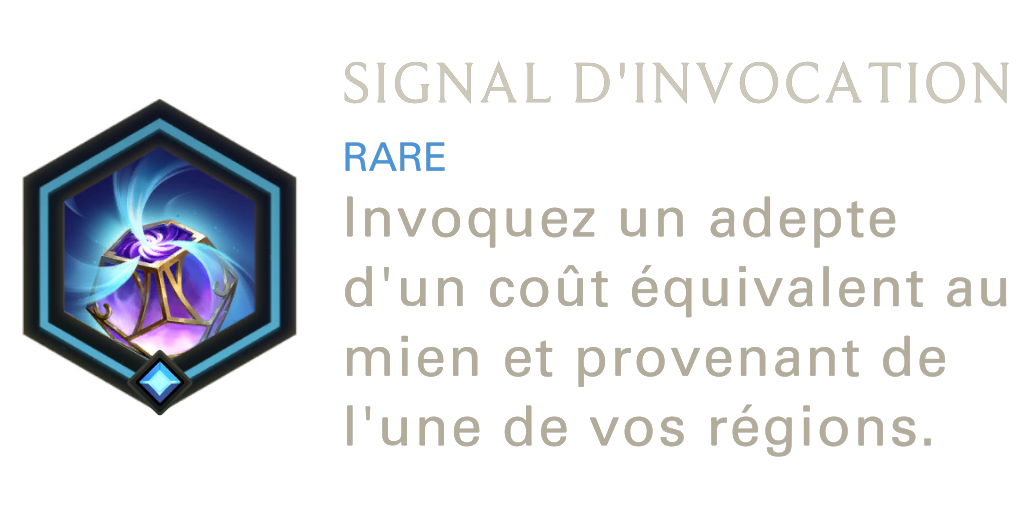 SIGNAL D'INVOCATION
RARE
Invoquez un adepte
d'un coût équivalent au
mien et provenant de
l'une de vos régions.